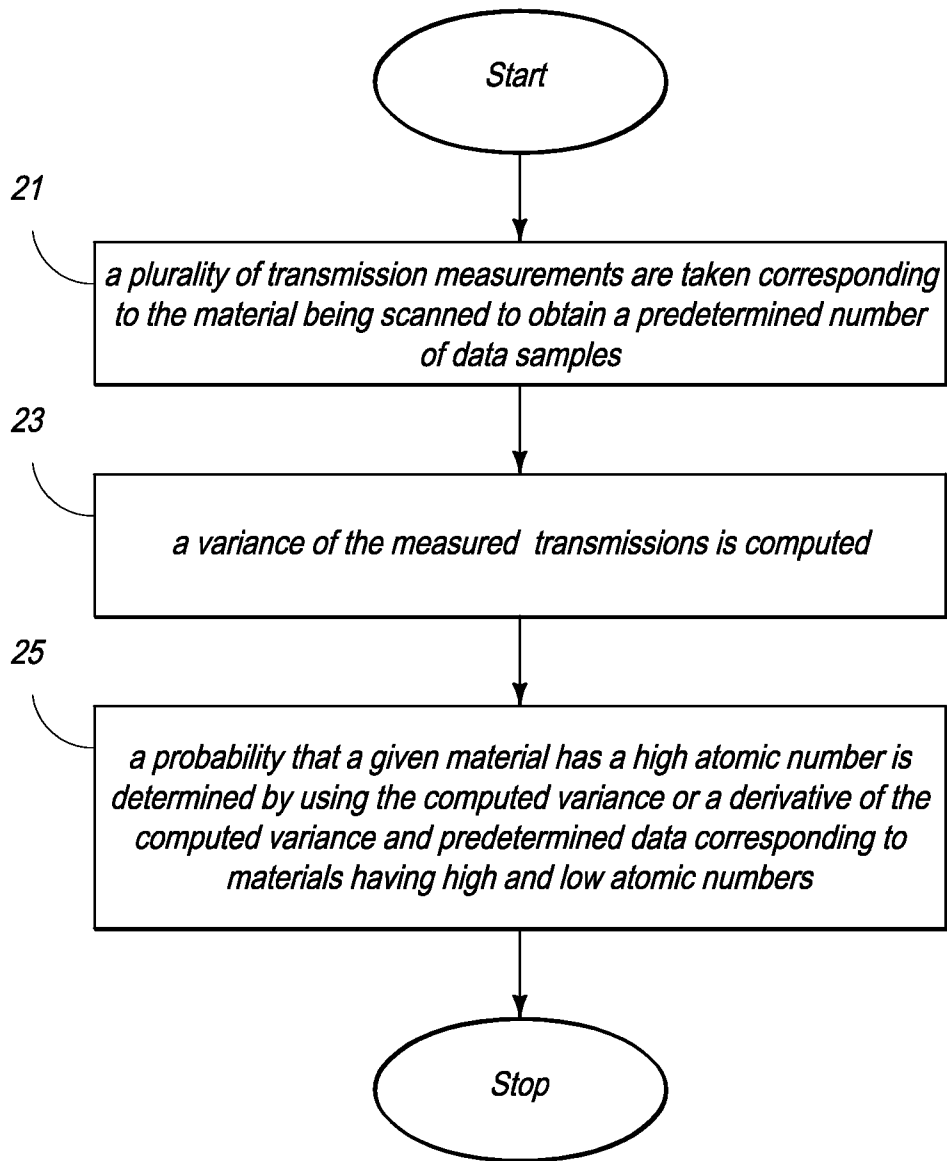 Start
21
a plurality of transmission measurements are taken corresponding
to the material being scanned to obtain a predetermined number
of data samples
23
a variance of the measured transmissions is computed
25
a probability that a given material has a high atomic number is
determined by using the computed variance or a derivative of the
computed variance and predetermined data corresponding to
materials having high and low atomic numbers
Stop